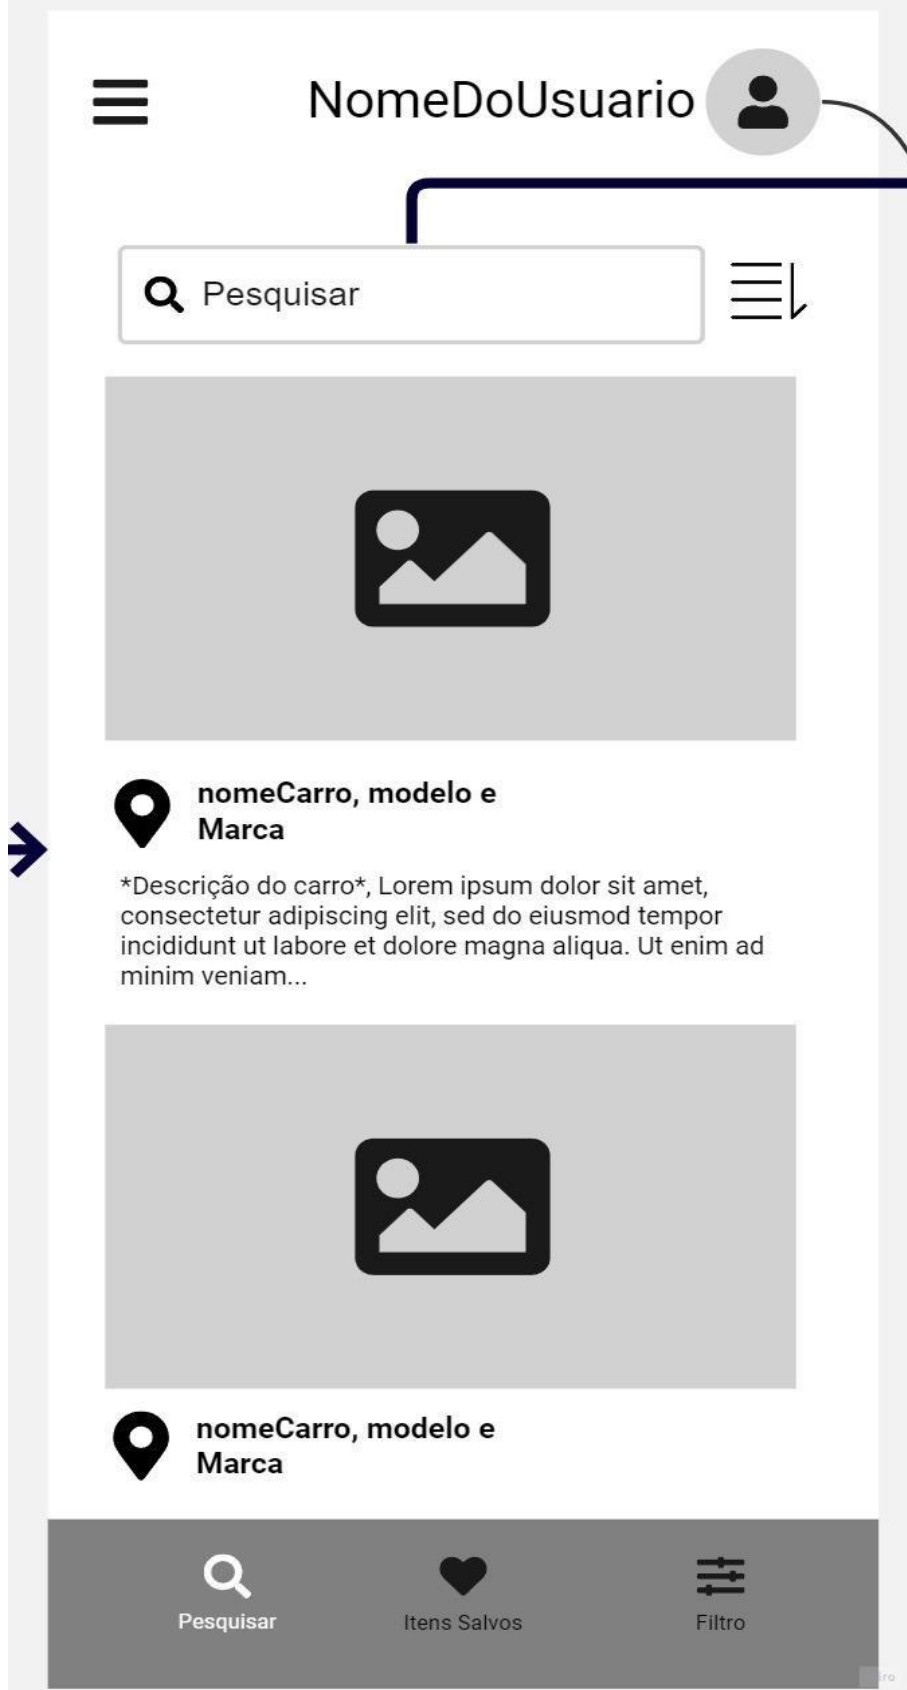 NomeDoUsuario
Pesquisar
nomeCarro, modelo e
Marca
*Descrição do carro*, Lorem ipsum dolor sit amet,
consectetur adipiscing elit, sed do eiusmod tempor
incididunt ut labore et dolore magna aliqua. Ut enim ad
minim veniam...
nomeCarro, modelo e
Marca
Pesquisar
Itens Salvos
Filtro